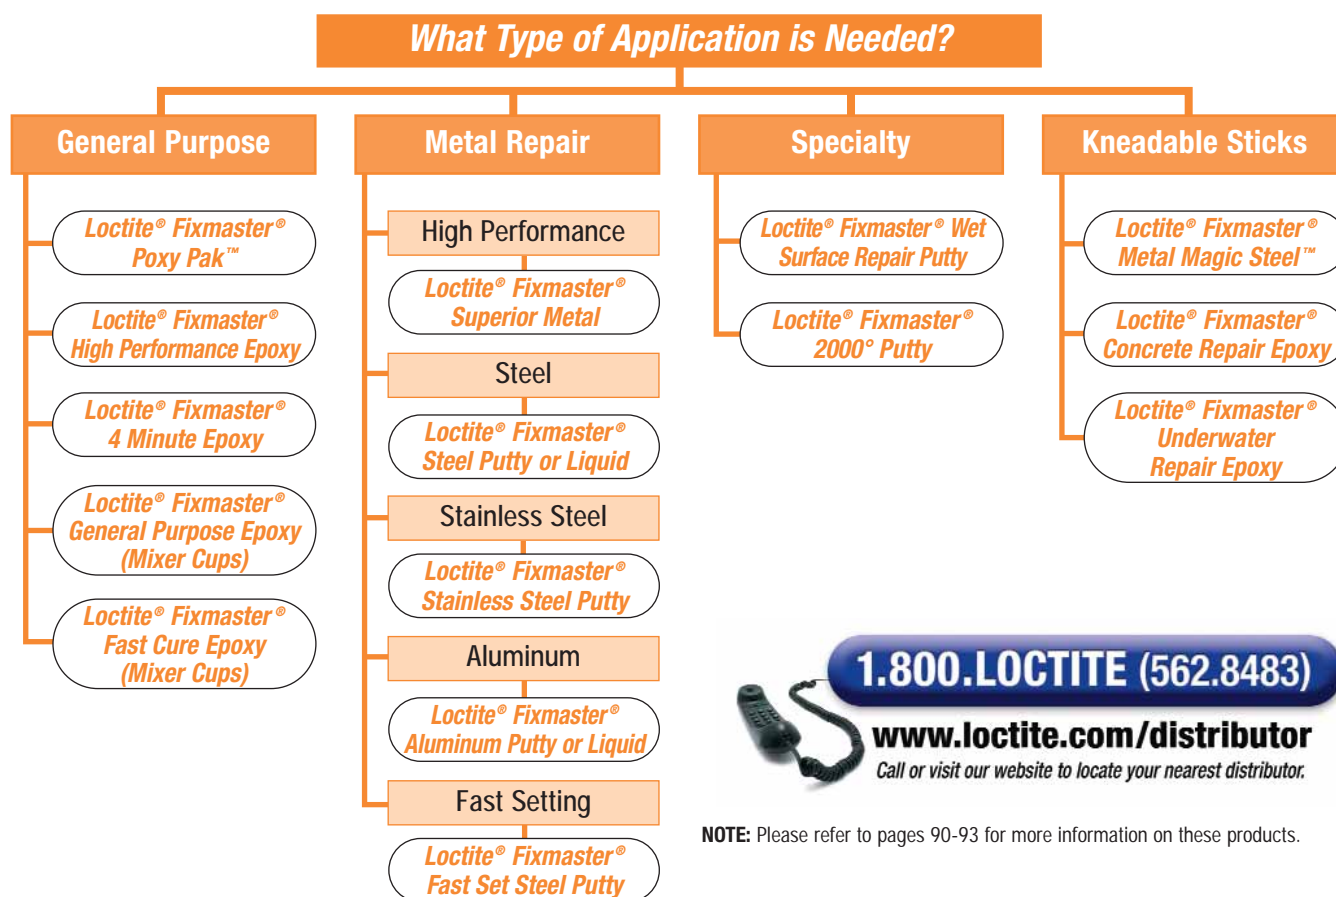 What Type of Application is Needed?
General Purpose
Loctite® Fixmaster®
Poxy Pak™
Loctite® Fixmaster®
High Performance Epoxy
Loctite® Fixmaster®
4 Minute Epoxy
Loctite® Fixmaster®
General Purpose Epoxy
(Mixer Cups)
Loctite® Fixmaster®
Fast Cure Epoxy
(Mixer Cups)
Metal Repair
High Performance
Loctite® Fixmaster®
Superior Metal
Steel
Loctite® Fixmaster®
Steel Putty or Liquid
Stainless Steel
Loctite® Fixmaster®
Stainless Steel Putty
Aluminum
Loctite® Fixmaster®
Aluminum Putty or Liquid
Fast Setting
Loctite® Fixmaster®
Fast Set Steel Putty
Specialty
Loctite® Fixmaster® Wet
Surface Repair Putty
Loctite® Fixmaster®
2000° Putty
Kneadable Sticks
Loctite® Fixmaster®
Metal Magic Steel™
Loctite® Fixmaster®
Concrete Repair Epoxy
Loctite® Fixmaster®
Underwater
Repair Epoxy
1.800.LOCTITE (562.8483)
www.loctite.com/distributor
Call or visit our website to locate your nearest distributor.
NOTE: Please refer to pages 90-93 for more information on these products.